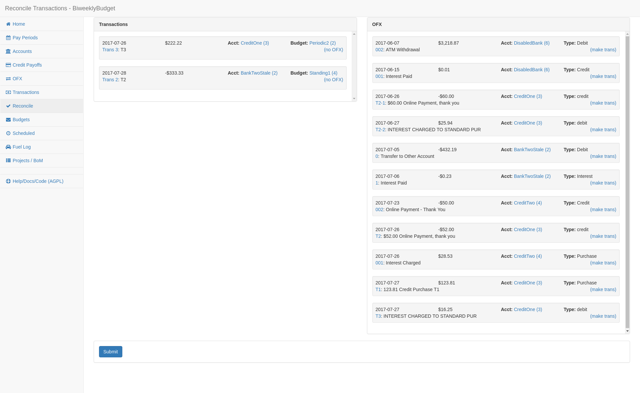 Reconcile Transactions - BiweeklyBudget
Home
Pay Periods
Accounts
Credit Payoffs
OFX
Transactions
Reconcile
Budgets
Scheduled
Fuel Log
Projects / BoM
Help/Docs/Code (AGPL)
Transactions
2017-07-26 $222.22 Acct: CreditOne (3) Budget: Periodic2 (2)
Trans 3: T3 (no OFX)
2017-07-28 -$333.33 Acct: BankTwoStale (2) Budget: Standing1 (4)
Trans 2: T2 (no OFX)
OFX
2017-06-07 $3,218.87 Acct: DisabledBank (6) Type: Debit
002: ATM Withdrawal (make trans)
2017-06-15 $0.01 Acct: DisabledBank (6) Type: Credit
001: Interest Paid (make trans)
2017-06-26 -$60.00 Acct: CreditOne (3) Type: credit
T2-1: $60.00 Online Payment, thank you (make trans)
2017-06-27 $25.94 Acct: CreditOne (3) Type: debit
T2-2: INTEREST CHARGED TO STANDARD PUR (make trans)
2017-07-05 -$432.19 Acct: BankTwoStale (2) Type: Debit
0: Transfer to Other Account (make trans)
2017-07-06 -$0.23 Acct: BankTwoStale (2) Type: Interest
1: Interest Paid (make trans)
2017-07-23 -$50.00 Acct: CreditTwo (4) Type: Credit
002: Online Payment - Thank You (make trans)
2017-07-26 -$52.00 Acct: CreditOne (3) Type: credit
T2: $52.00 Online Payment, thank you (make trans)
2017-07-26 $28.53 Acct: CreditTwo (4) Type: Purchase
001: Interest Charged (make trans)
2017-07-27 $123.81 Acct: CreditOne (3) Type: Purchase
T1: 123.81 Credit Purchase T1 (make trans)
2017-07-27 $16.25 Acct: CreditOne (3) Type: debit
T3: INTEREST CHARGED TO STANDARD PUR (make trans)
Submit